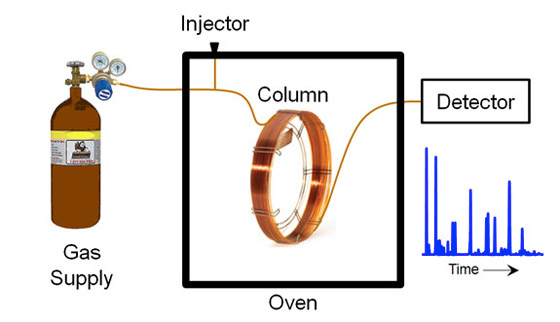 Injector
Column
Detector
Gas
Supply
Time
Oven